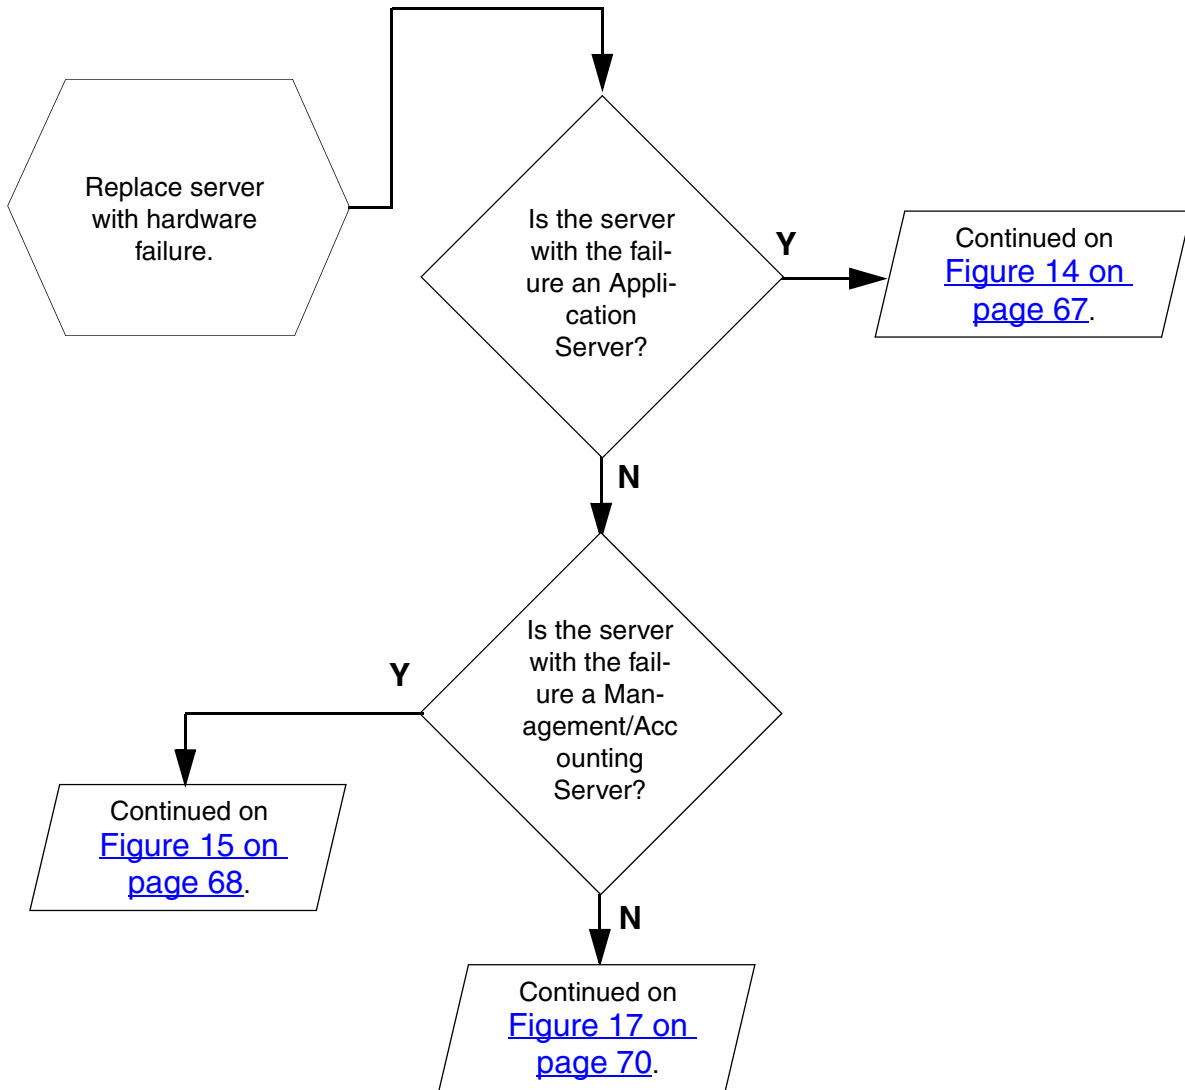 Replace server
with hardware
failure.
Is the server
with the fail-
ure an Appli-
cation
Server?
Y
Continued on
Figure 14 on
page 67.
N
Is the server
with the fail-
ure a Man-
agement/Acc
ounting
Server?
Y
Continued on
Figure 15 on
page 68.
N
Continued on
Figure 17 on
page 70.